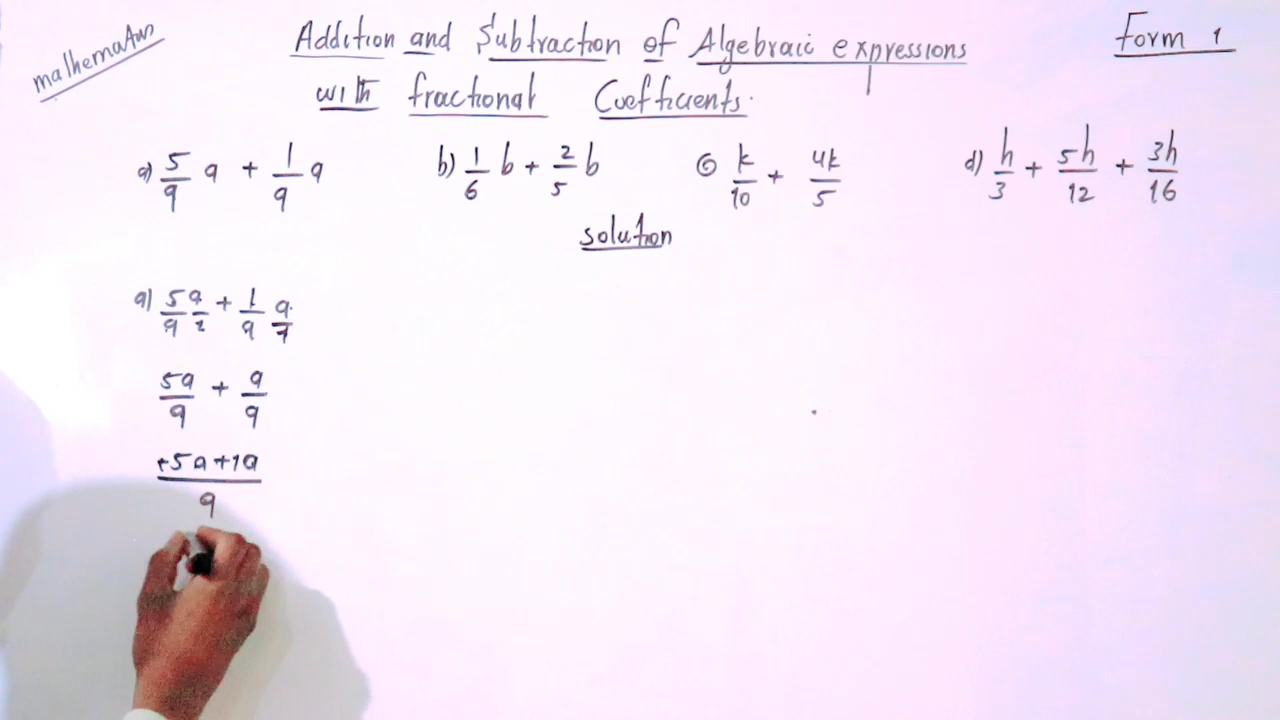 mathematics
Addition and Subtraction of Algebraic expressions
Form 1
with fractional Coefficients.
a) 5/9 a + 1/9 a
b) 1/6 b + 2/5 b
c) k/10 + 4k/5
d) h/3 + 5h/12 + 3h/16
solution
a) 5/9 a/1 + 1/9 a/1
5a/9 + a/9
+5a+1a
9